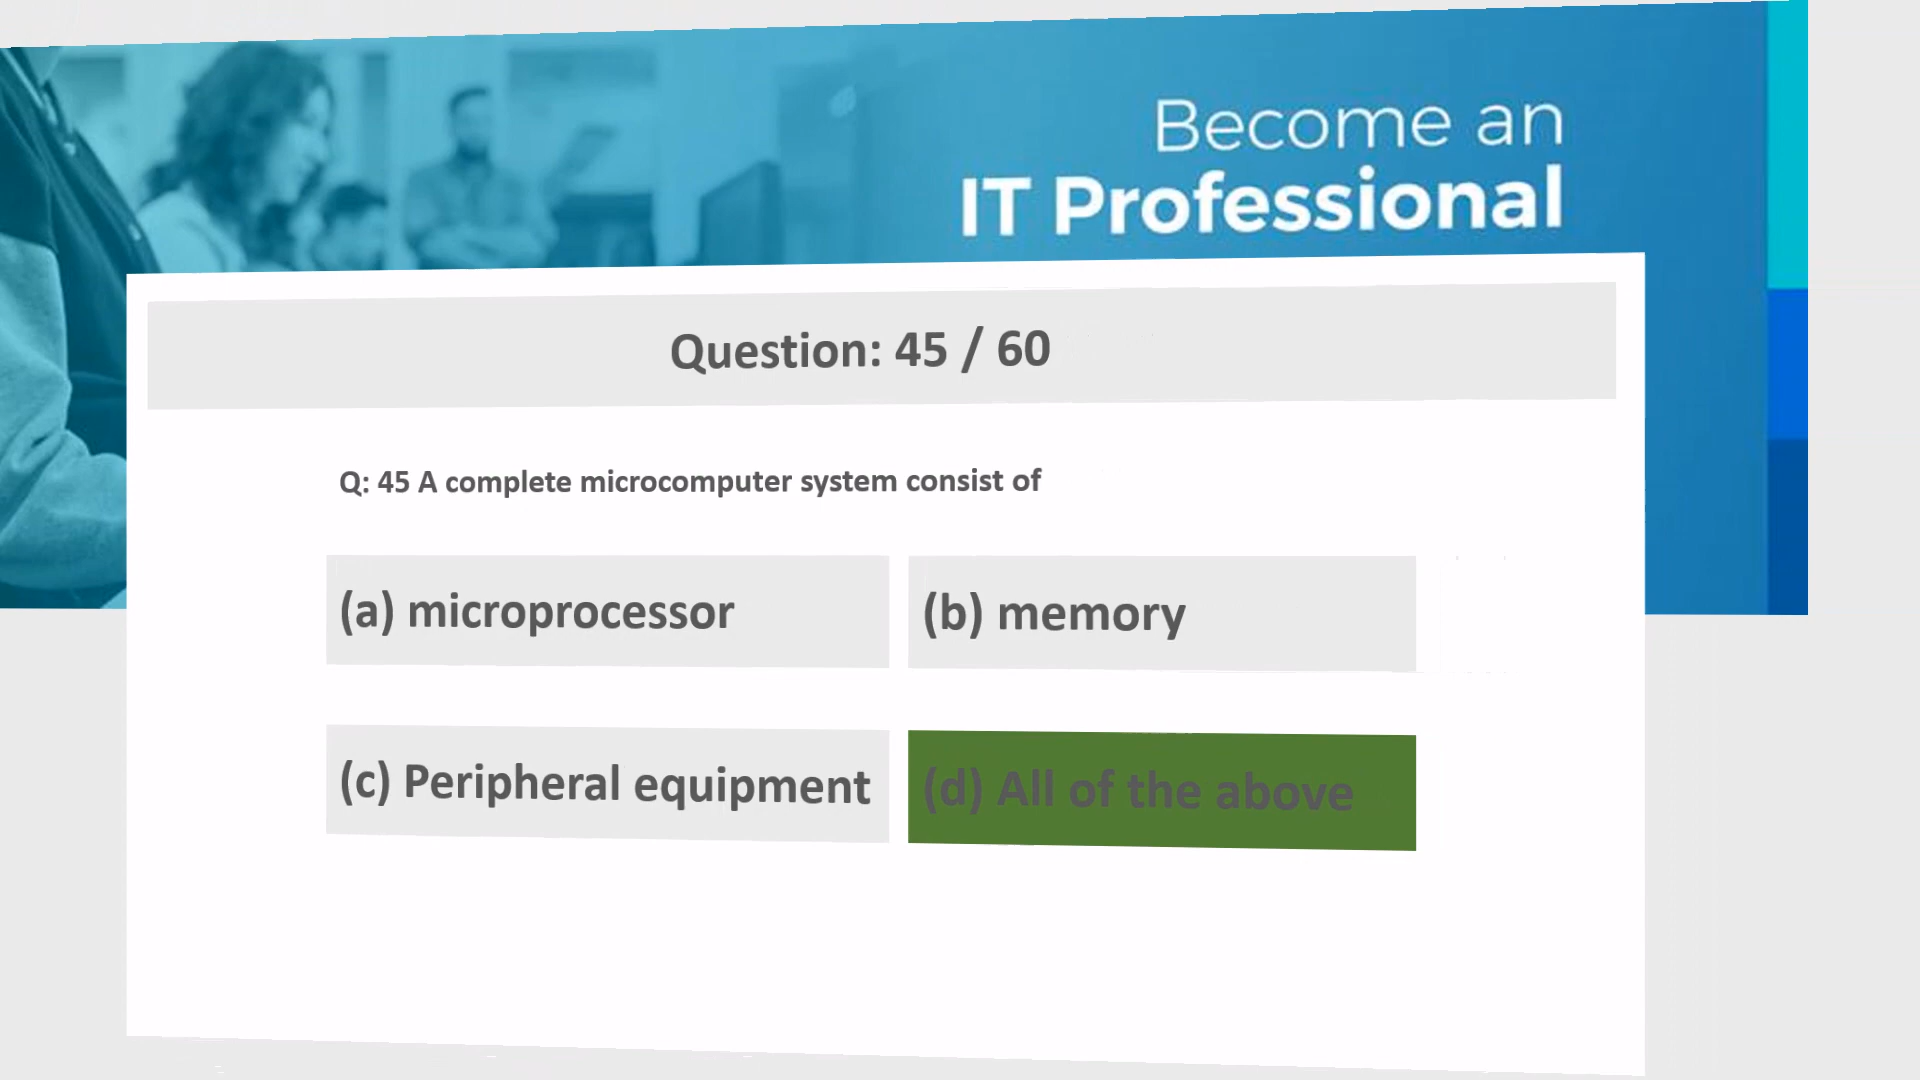 Become an
IT Professional
Question: 45 / 60
Q: 45 A complete microcomputer system consist of
(a) microprocessor
(b) memory
(c) Peripheral equipment
(d) All of the above